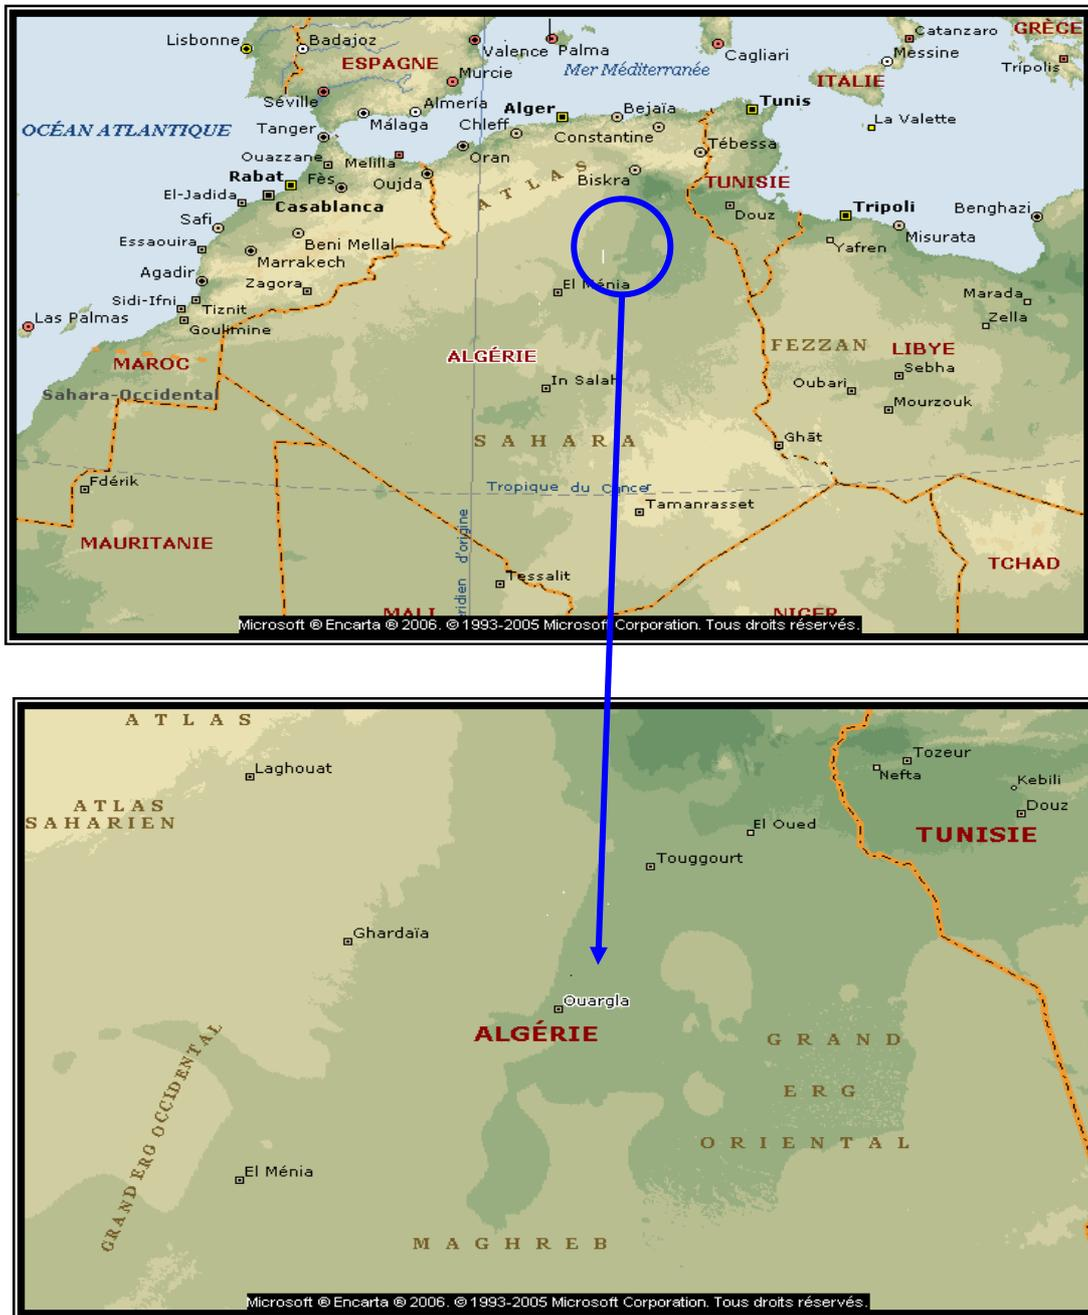 Lisbonne
Badajoz
ESPAGNE
Valence
Palma
Cagliari
Catanzaro
GRÈCE
Messine
Trípolis
Murcie
Mer Méditerranée
ITALIE
Séville
Almería
Málaga
Alger
Bejaïa
Tunis
La Valette
OCÉAN ATLANTIQUE
Tanger
Chleff
Constantine
Ouazzane
Melilla
Oran
Tébessa
Rabat
Fès
Oujda
ATLAS
Biskra
TUNISIE
El-Jadida
Casablanca
Douz
Tripoli
Benghazi
Safi
Beni Mellal
Yafren
Misurata
Essaouira
Marrakech
Agadir
Zagora
El Ménia
Marada
Sidi-Ifni
Tiznit
Las Palmas
Goulimine
Zella
MAROC
ALGÉRIE
FEZZAN
LIBYE
Sebha
Sahara-Occidental
In Salah
Oubari
Mourzouk
SAHARA
Ghāt
Fdérik
Tropique du Cancer
Tamanrasset
MAURITANIE
ridien d'origine
TCHAD
Tessalit
MALI
NIGER
Microsoft ® Encarta ® 2006. © 1993-2005 Microsoft Corporation. Tous droits réservés.
ATLAS
Laghouat
Tozeur
Nefta
Kebili
ATLAS
SAHARIEN
Douz
El Oued
TUNISIE
Touggourt
Ghardaïa
Ouargla
ALGÉRIE
GRAND
ERG
ORIENTAL
GRAND ERG OCCIDENTAL
El Ménia
MAGHREB
Microsoft ® Encarta ® 2006. © 1993-2005 Microsoft Corporation. Tous droits réservés.